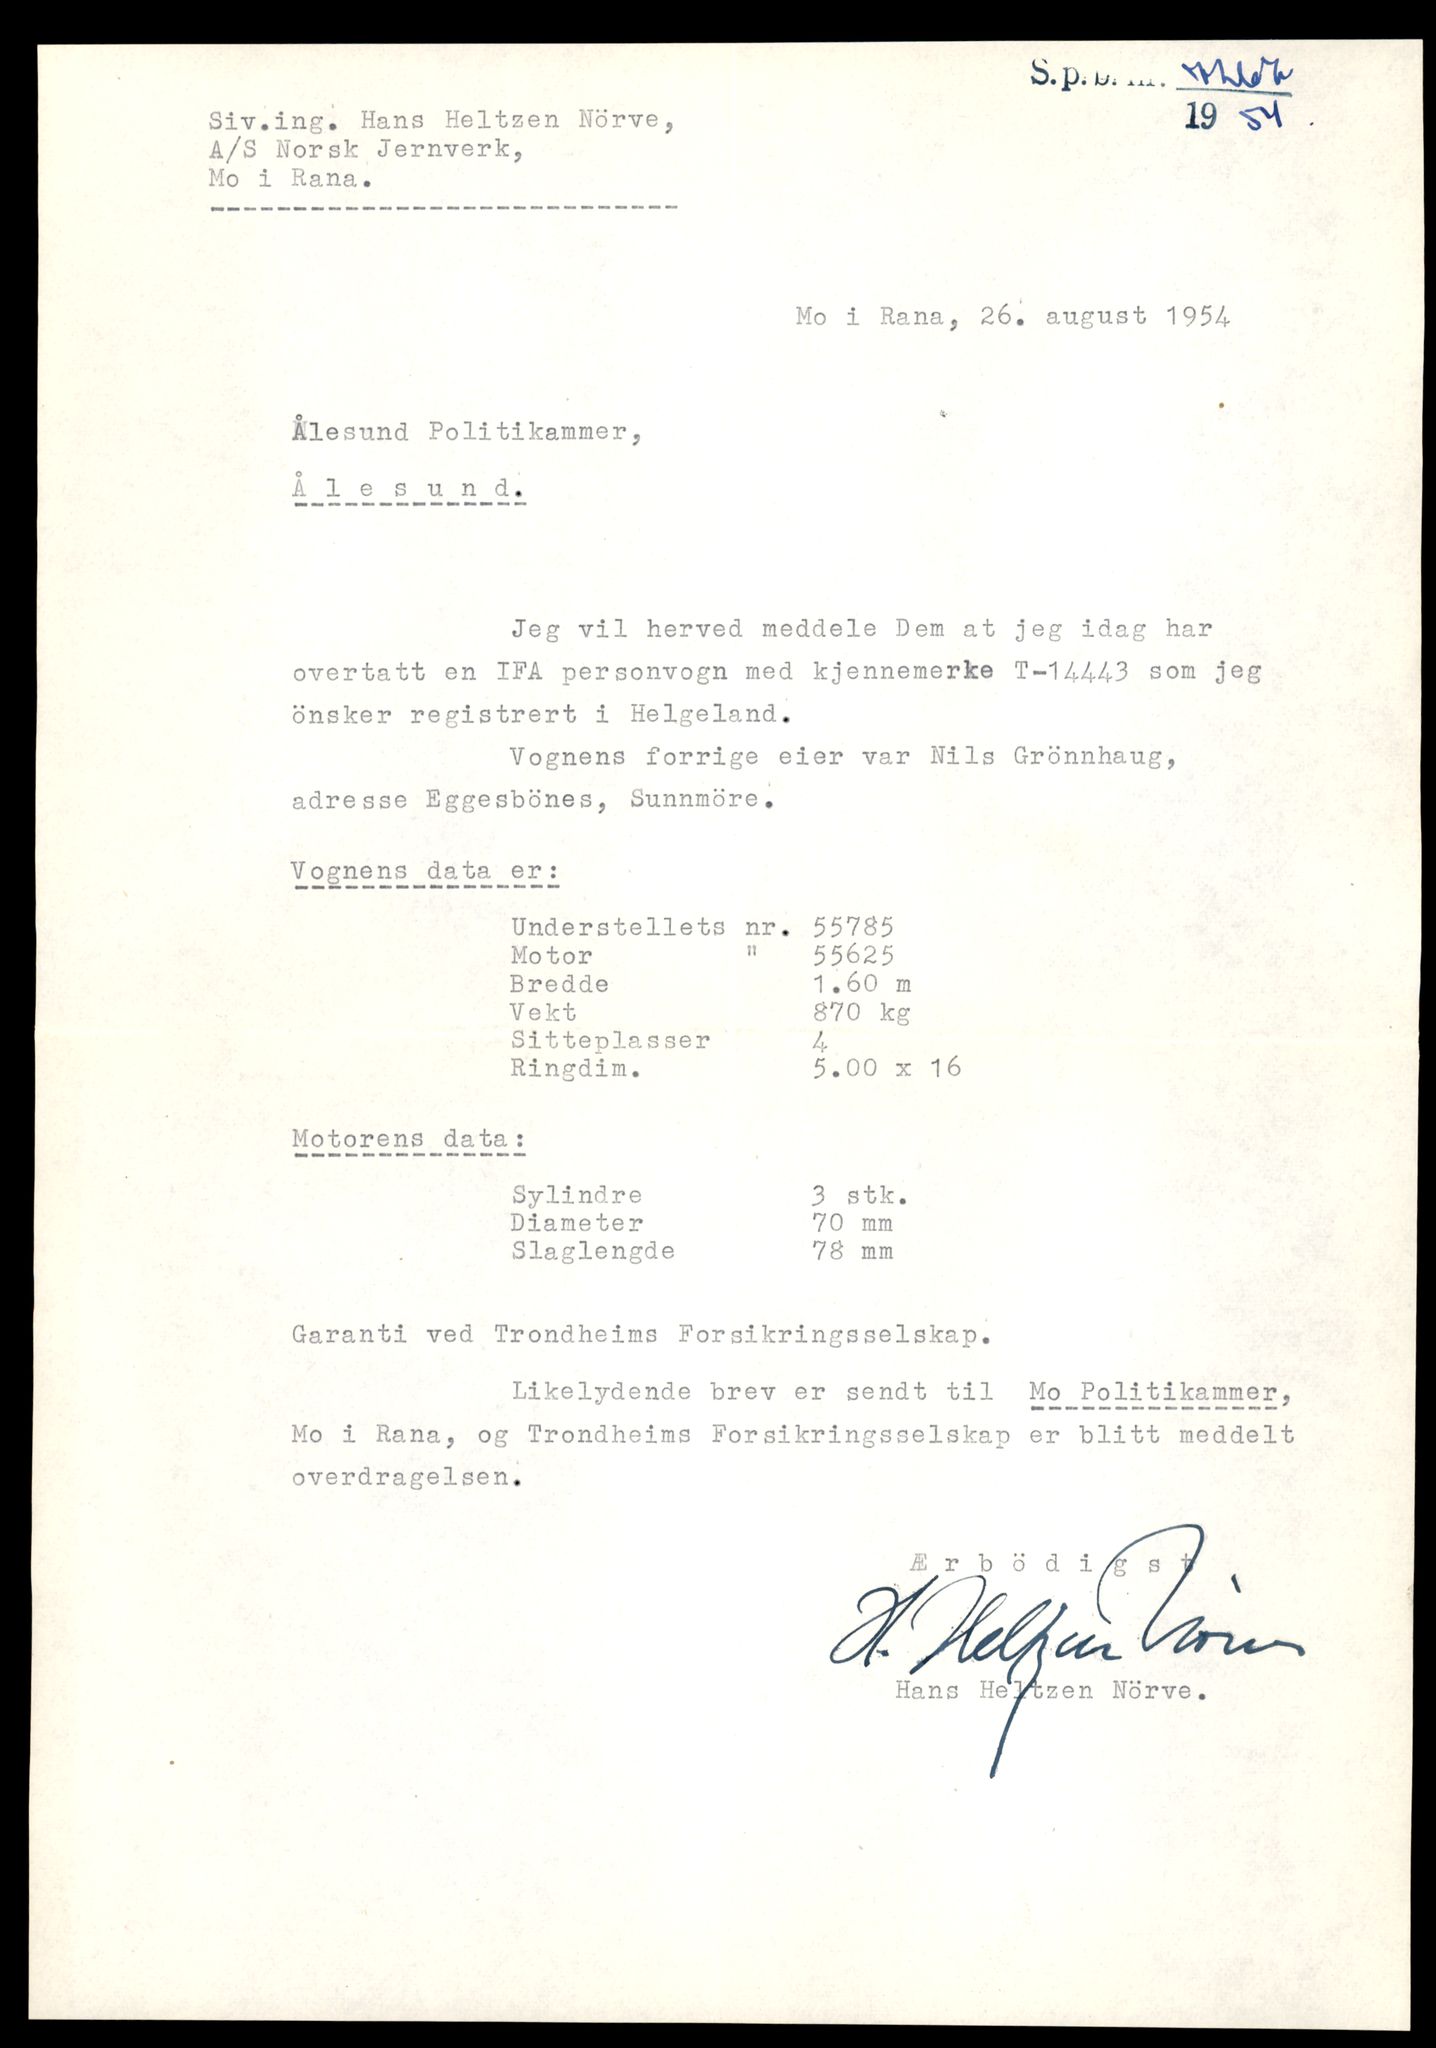 S.p.b. m.
19 54.
Siv.ing. Hans Heltzen Nörve,
A/S Norsk Jernverk,
Mo i Rana.
Mo i Rana, 26. august 1954
Ålesund Politikammer,
Å l e s u n d.
Jeg vil herved meddele Dem at jeg idag har
overtatt en IFA personvogn med kjennemerke T-14443 som jeg
önsker registrert i Helgeland.
Vognens forrige eier var Nils Grönnhaug,
adresse Eggesbönes, Sunnmöre.
Vognens data er:
Understellets nr. 55785
Motor " 55625
Bredde 1.60 m
Vekt 870 kg
Sitteplasser 4
Ringdim. 5.00 x 16
Motorens data:
Sylindre 3 stk.
Diameter 70 mm
Slaglengde 78 mm
Garanti ved Trondheims Forsikringsselskap.
Likelydende brev er sendt til Mo Politikammer,
Mo i Rana, og Trondheims Forsikringsselskap er blitt meddelt
overdragelsen.
Æ r b ö d i g s t
H. Heltzen Nörve
Hans Heltzen Nörve.